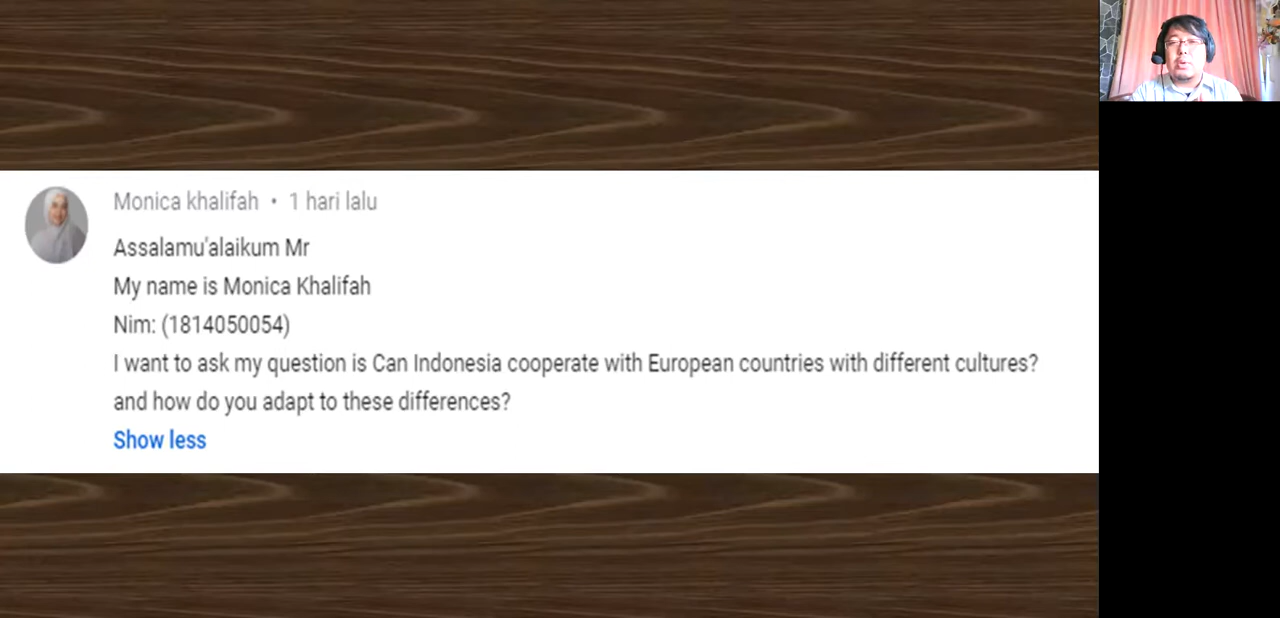 Monica khalifah • 1 hari lalu
Assalamu'alaikum Mr
My name is Monica Khalifah
Nim: (1814050054)
I want to ask my question is Can Indonesia cooperate with European countries with different cultures?
and how do you adapt to these differences?
Show less